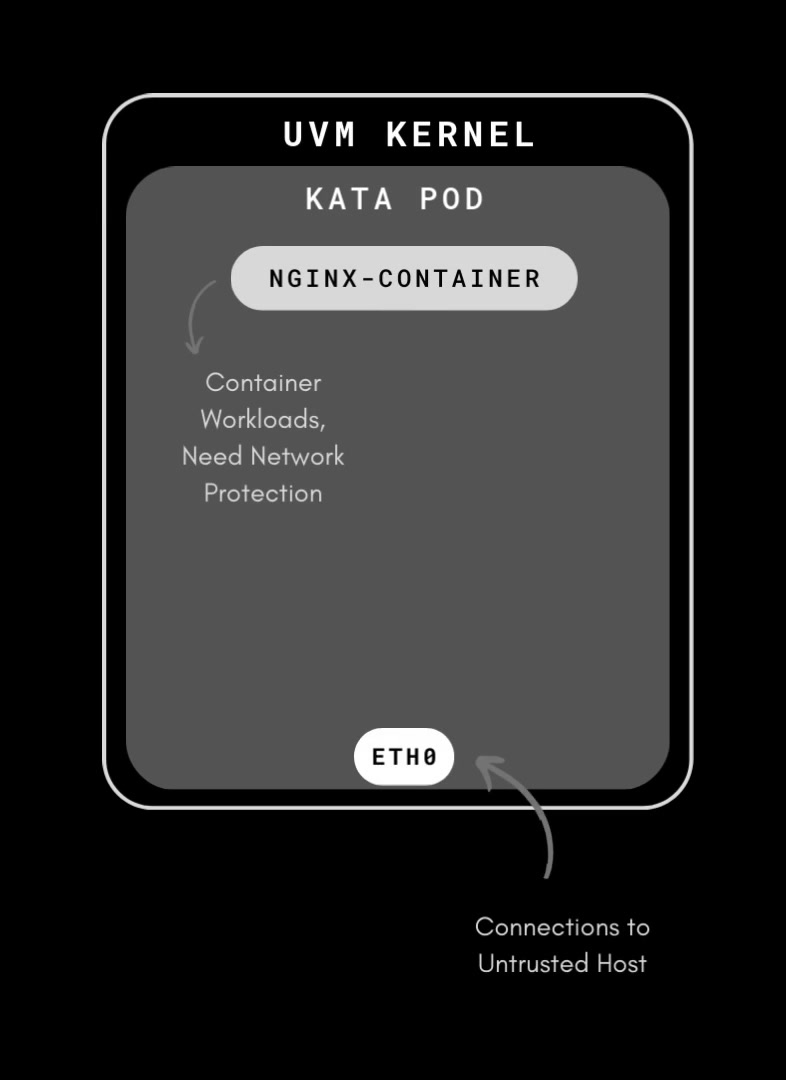 UVM KERNEL
KATA POD
NGINX-CONTAINER
Container
Workloads,
Need Network
Protection
ETH0
Connections to
Untrusted Host